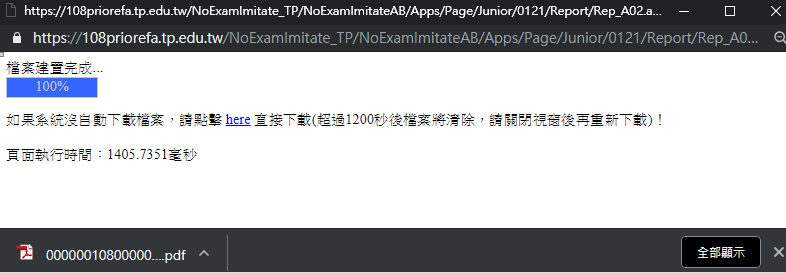 https://108priorefa.tp.edu.tw/NoExamImitate_TP/NoExamImitateAB/Apps/Page/Junior/0121/Report/Rep_A02.a...
https://108priorefa.tp.edu.tw/NoExamImitate_TP/NoExamImitateAB/Apps/Page/Junior/0121/Report/Rep_A0...
檔案建置完成...
100%
如果系統沒自動下載檔案，請點擊 here 直接下載(超過1200秒後檔案將清除，請關閉視窗後再重新下載)！
頁面執行時間：1405.7351毫秒
00000010800000....pdf
全部顯示